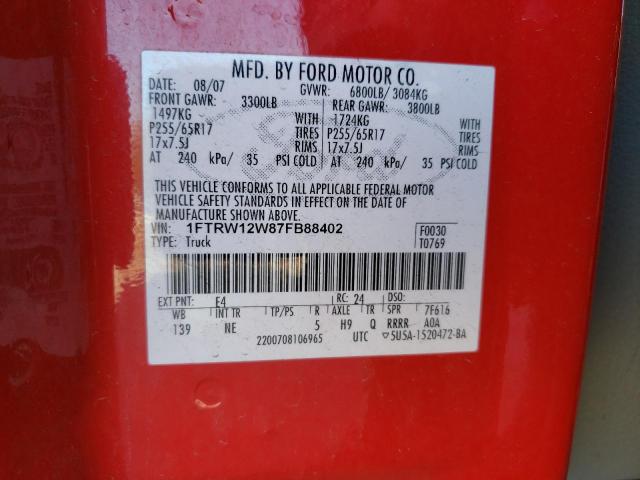 MFD. BY FORD MOTOR CO.
DATE: 08/07 GVWR: 6800LB/ 3084KG
FRONT GAWR: 3300LB REAR GAWR: 3800LB
1497KG 1724KG
P255/65R17 TIRES P255/65R17 TIRES
17x7.5J RIMS 17x7.5J RIMS
AT 240 kPa/ 35 PSI COLD AT 240 kPa/ 35 PSI COLD
THIS VEHICLE CONFORMS TO ALL APPLICABLE FEDERAL MOTOR
VEHICLE SAFETY STANDARDS IN EFFECT ON THE DATE OF
MANUFACTURE SHOWN ABOVE.
VIN: 1FTRW12W87FB88402 F0030
TYPE: Truck T0769
Ford
EXT PNT: E4 RC: 24 DSO:
WB INT TR TP/PS R AXLE TR SPR 7F616
139 NE 5 H9 Q RRRR A0A
2200708106965 UTC ▽5U5A-1520472-BA